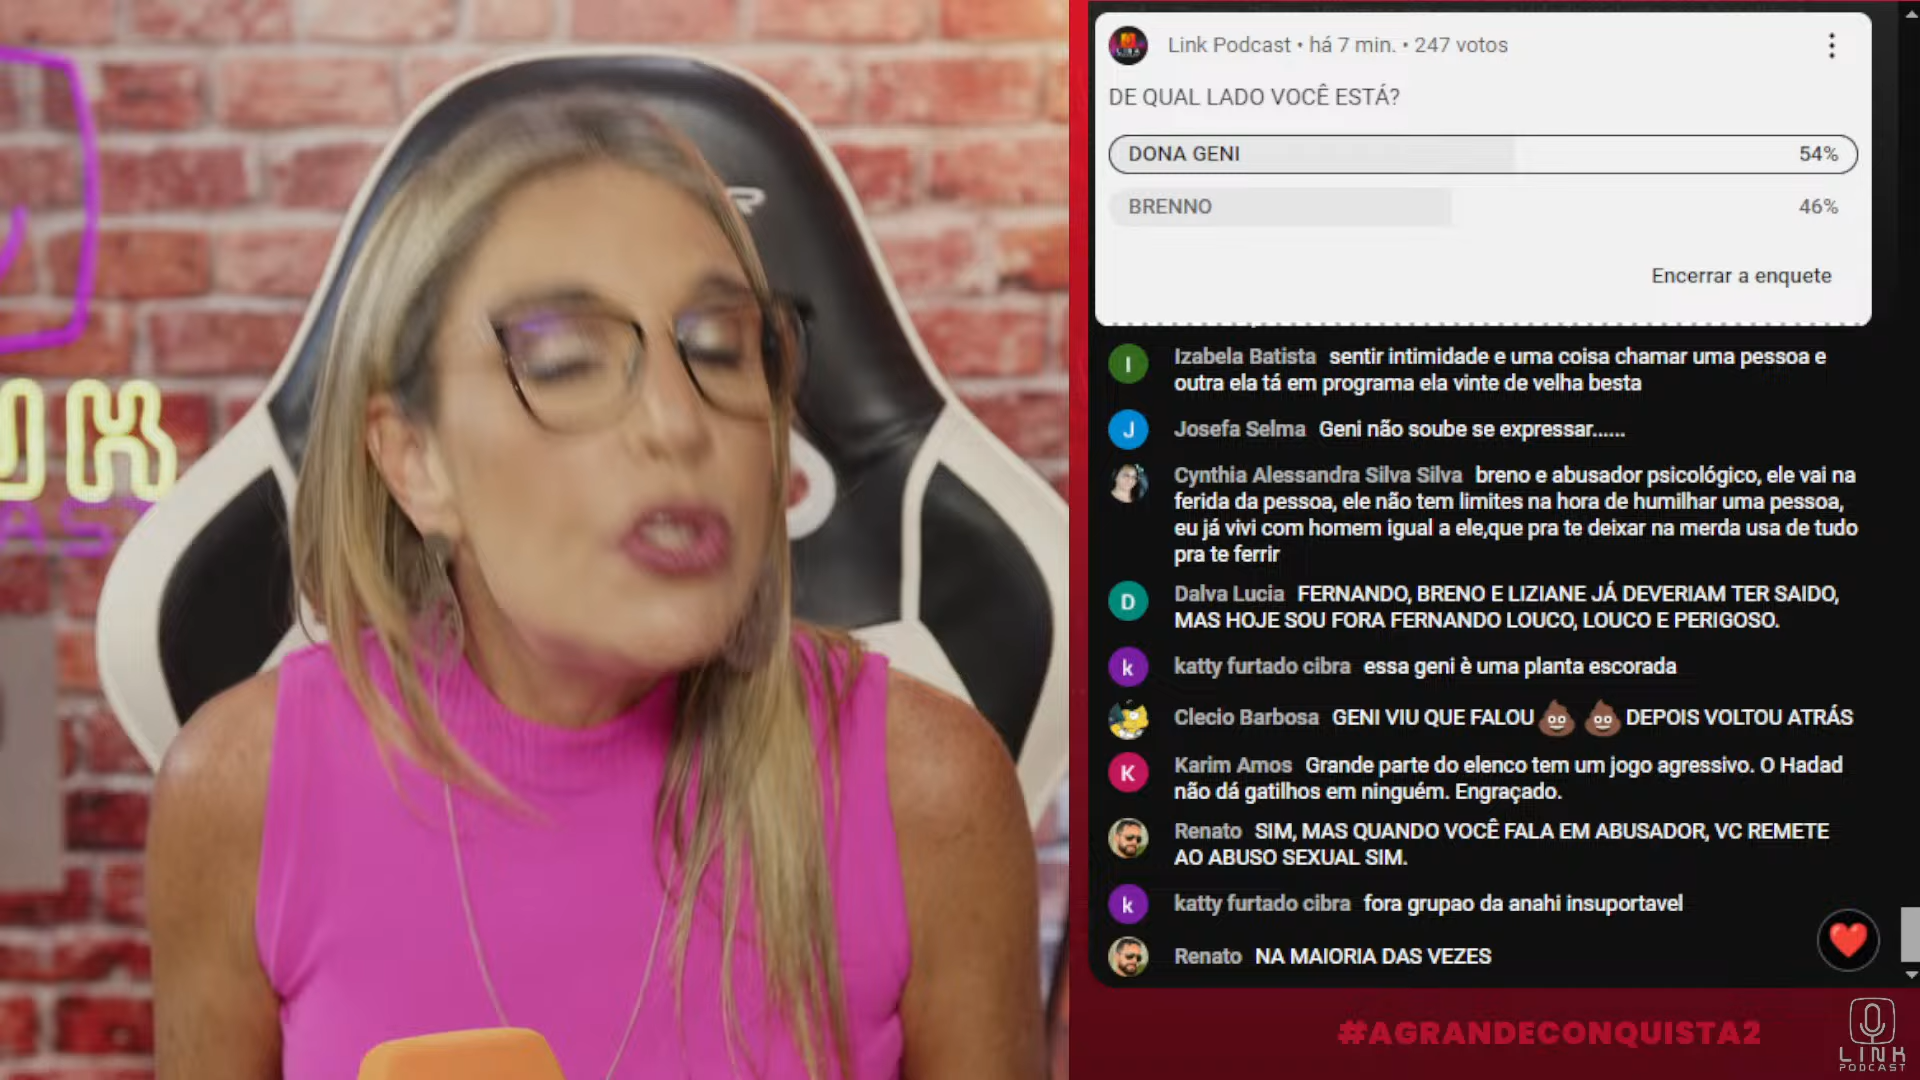 Link Podcast • há 7 min. • 247 votos
DE QUAL LADO VOCÊ ESTÁ?
DONA GENI 54%
BRENNO 46%
Encerrar a enquete
Izabela Batista sentir intimidade e uma coisa chamar uma pessoa e
outra ela tá em programa ela vinte de velha besta
Josefa Selma Geni não soube se expressar......
Cynthia Alessandra Silva Silva breno e abusador psicológico, ele vai na
ferida da pessoa, ele não tem limites na hora de humilhar uma pessoa,
eu já vivi com homem igual a ele,que pra te deixar na merda usa de tudo
pra te ferrir
Dalva Lucia FERNANDO, BRENO E LIZIANE JÁ DEVERIAM TER SAIDO,
MAS HOJE SOU FORA FERNANDO LOUCO, LOUCO E PERIGOSO.
katty furtado cibra essa geni è uma planta escorada
Clecio Barbosa GENI VIU QUE FALOU💩 💩 DEPOIS VOLTOU ATRÁS
Karim Amos Grande parte do elenco tem um jogo agressivo. O Hadad
não dá gatilhos em ninguém. Engraçado.
Renato SIM, MAS QUANDO VOCÊ FALA EM ABUSADOR, VC REMETE
AO ABUSO SEXUAL SIM.
katty furtado cibra fora grupao da anahi insuportavel
Renato NA MAIORIA DAS VEZES
#AGRANDECONQUISTA2
LINK
PODCAST